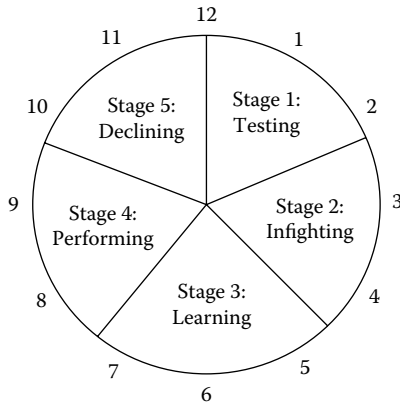 12
11
1
10
2
Stage 5:
Declining
Stage 1:
Testing
9
3
Stage 4:
Performing
Stage 2:
Infighting
8
4
Stage 3:
Learning
7
5
6